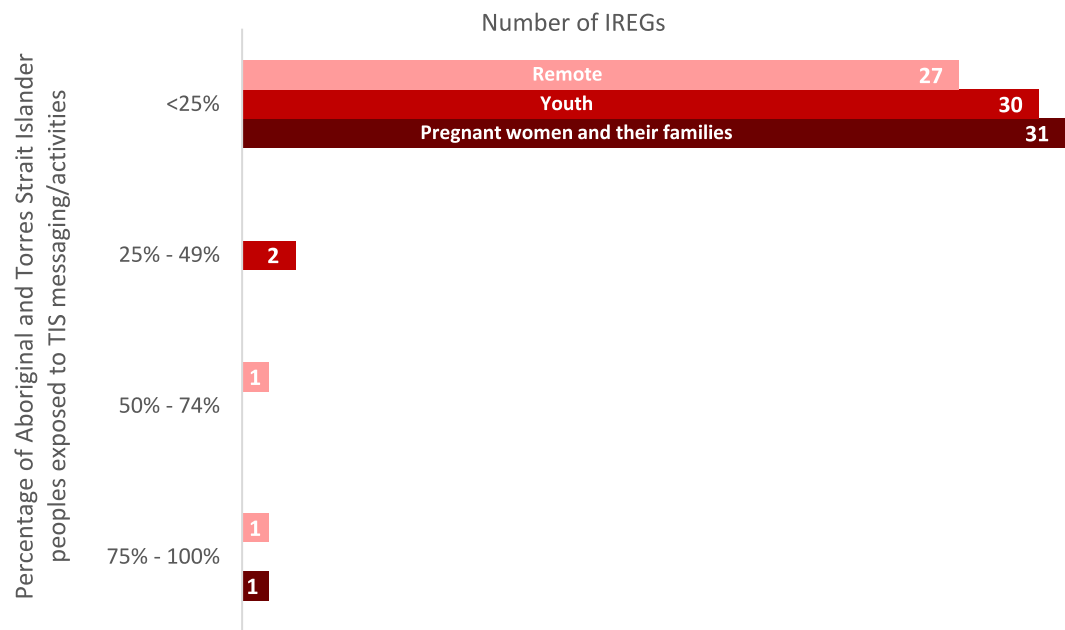 Number of IREGs
Percentage of Aboriginal and Torres Strait Islander
peoples exposed to TIS messaging/activities
<25%
Remote 27
Youth 30
Pregnant women and their families 31
25% - 49%
2
50% - 74%
1
75% - 100%
1
1